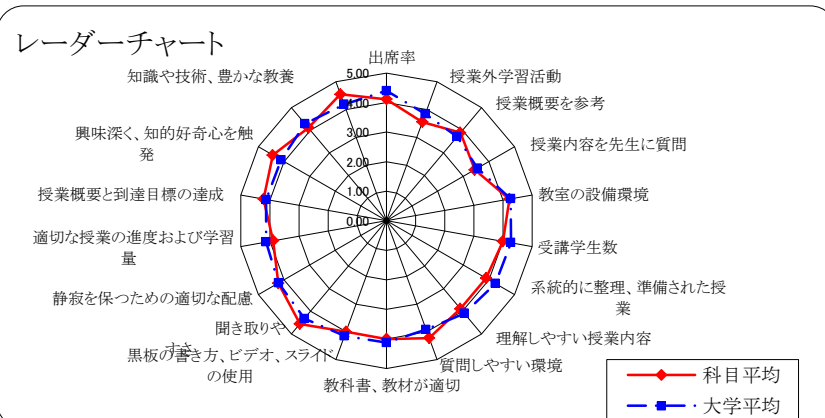 レーダーチャート
出席率
授業外学習活動
授業概要を参考
授業内容を先生に質問
教室の設備環境
受講学生数
系統的に整理、準備された授
業
理解しやすい授業内容
質問しやすい環境
教科書、教材が適切
黒板の書き方、ビデオ、スライド
の使用
聞き取りや
すさ
静寂を保つための適切な配慮
適切な授業の進度および学習
量
授業概要と到達目標の達成
興味深く、知的好奇心を触
発
知識や技術、豊かな教養
5.00
4.00
3.00
2.00
1.00
0.00
科目平均
大学平均